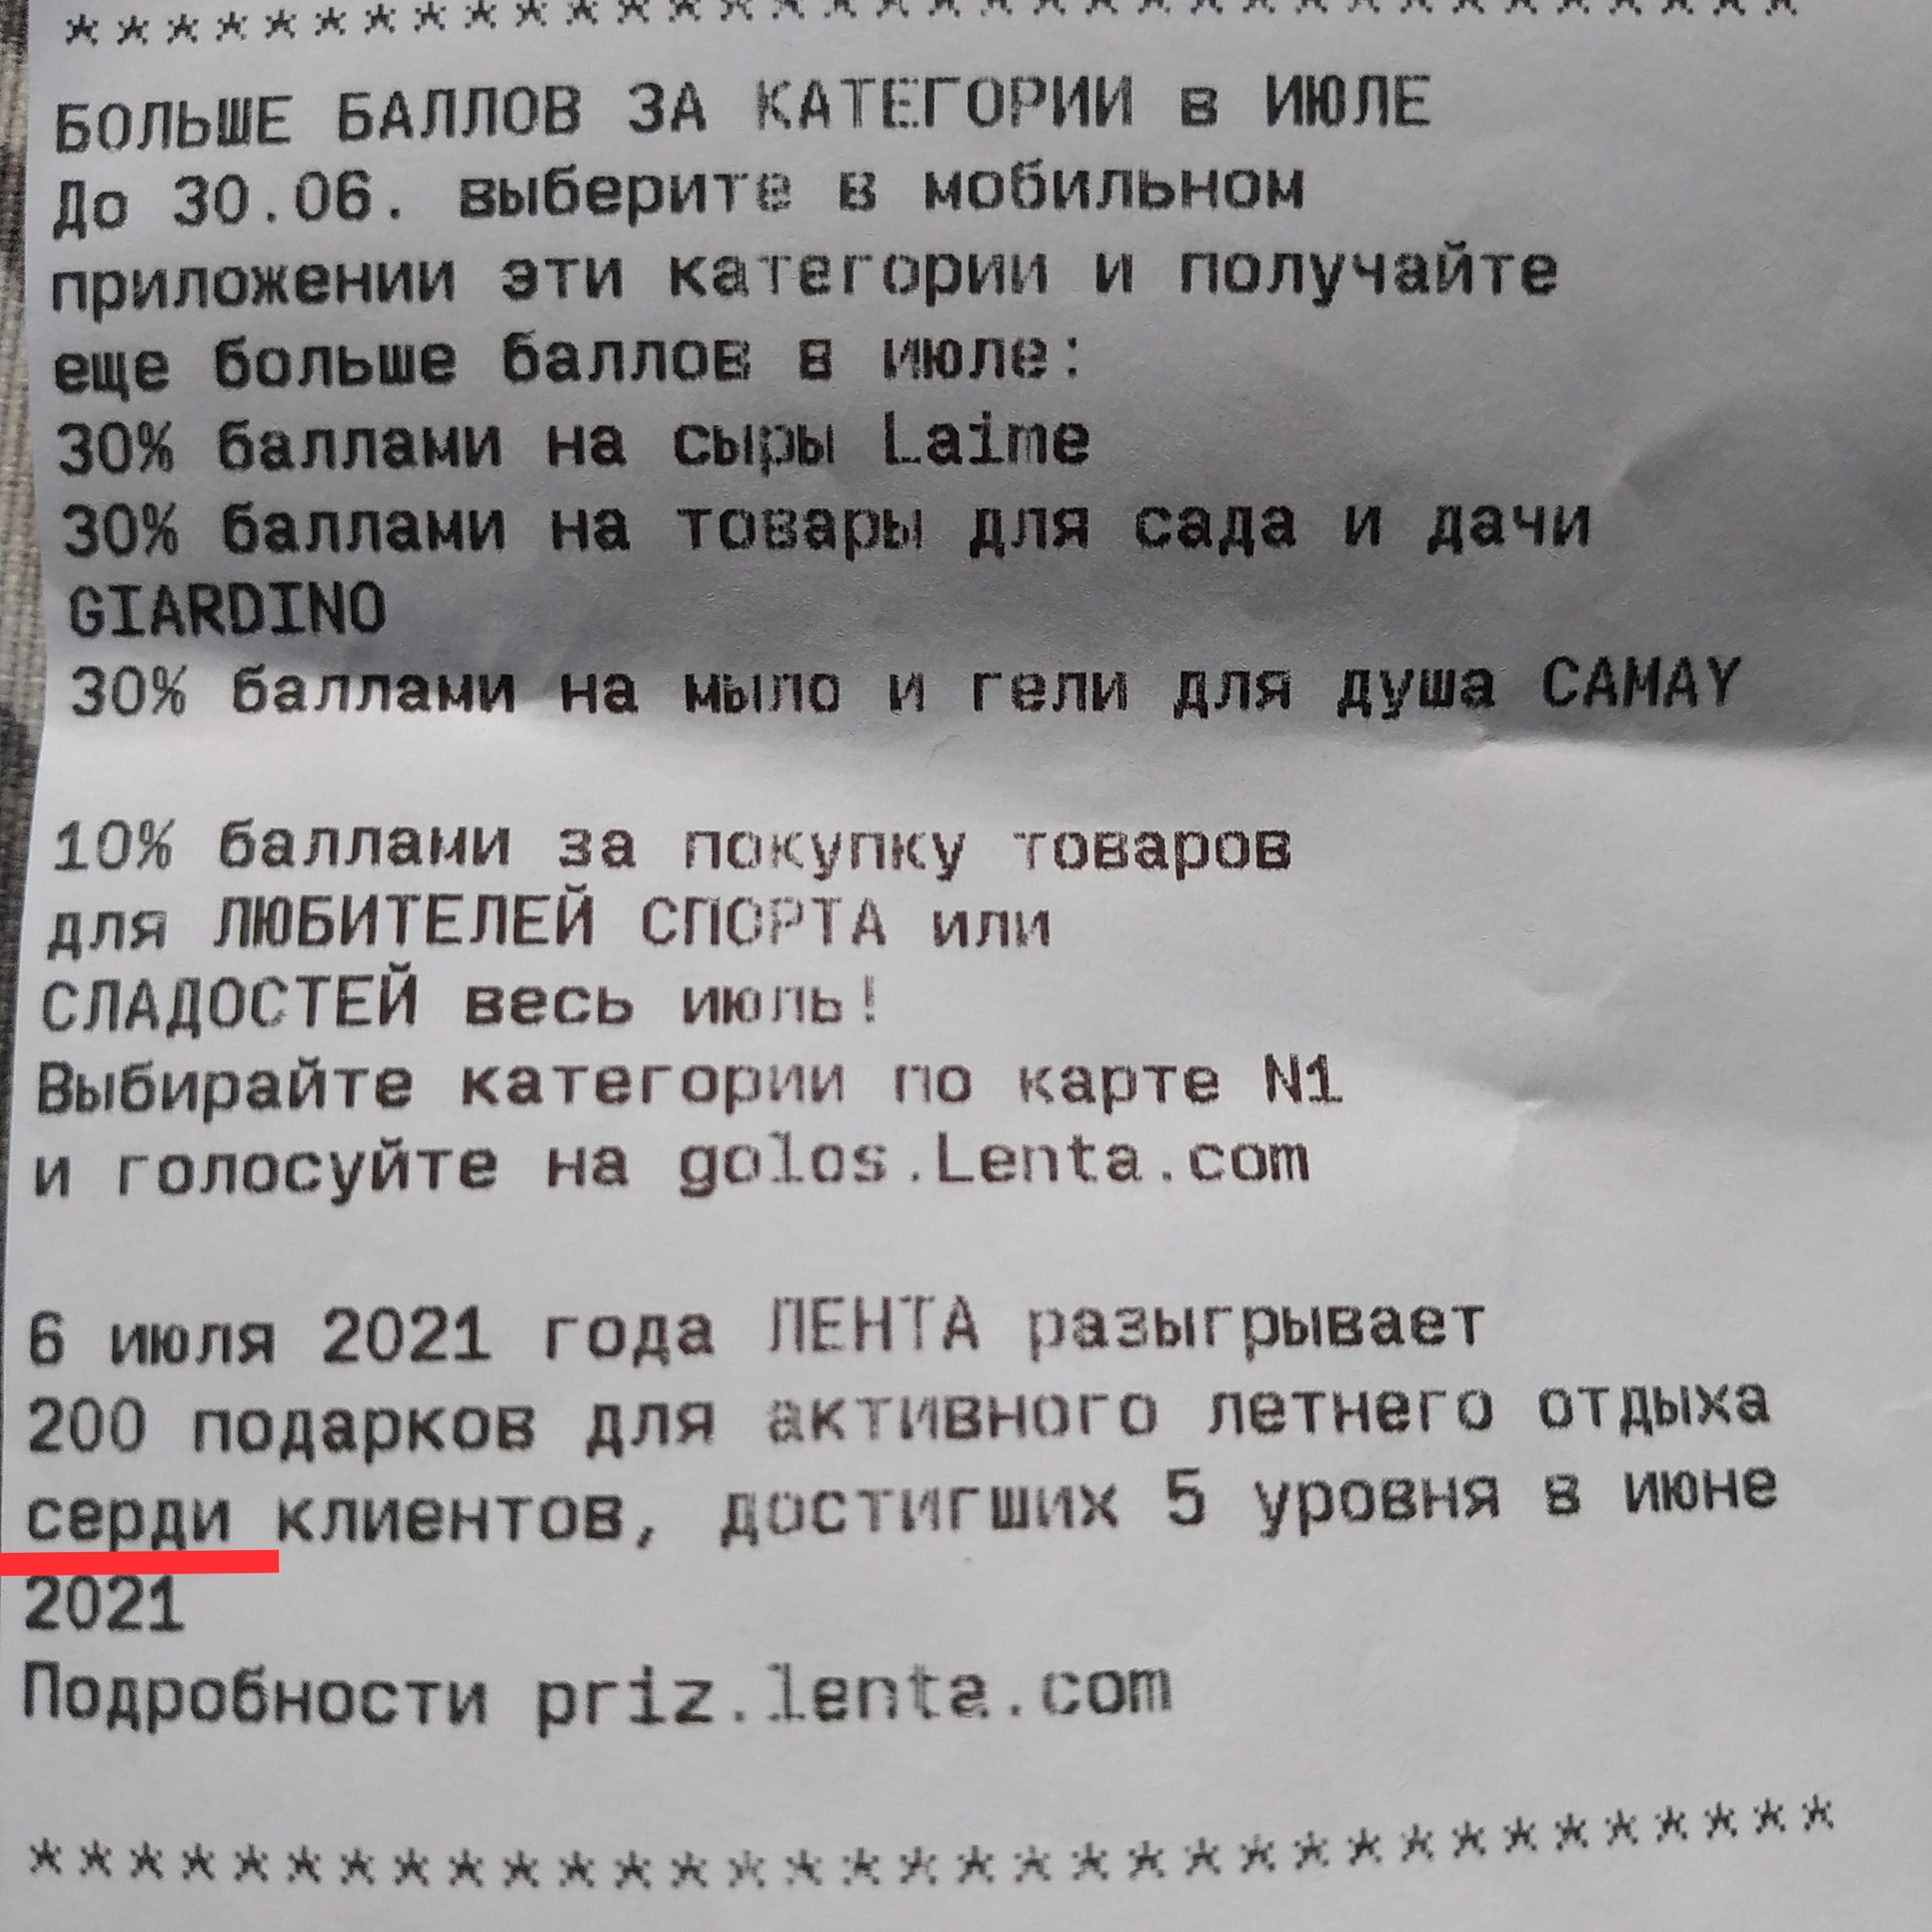 ************************************
БОЛЬШЕ БАЛЛОВ ЗА КАТЕГОРИИ в ИЮЛЕ
До 30.06. выберите в мобильном
приложении эти категории и получайте
еще больше баллов в июле:
30% баллами на сыры Laime
30% баллами на товары для сада и дачи
GIARDINO
30% баллами на мыло и гели для душа CAMAY
10% баллами за покупку товаров
для ЛЮБИТЕЛЕЙ СПОРТА или
СЛАДОСТЕЙ весь июль!
Выбирайте категории по карте N1
и голосуйте на golos.Lenta.com
6 июля 2021 года ЛЕНТА разыгрывает
200 подарков для активного летнего отдыха
серди клиентов, достигших 5 уровня в июне
2021
Подробности priz.lenta.com
************************************